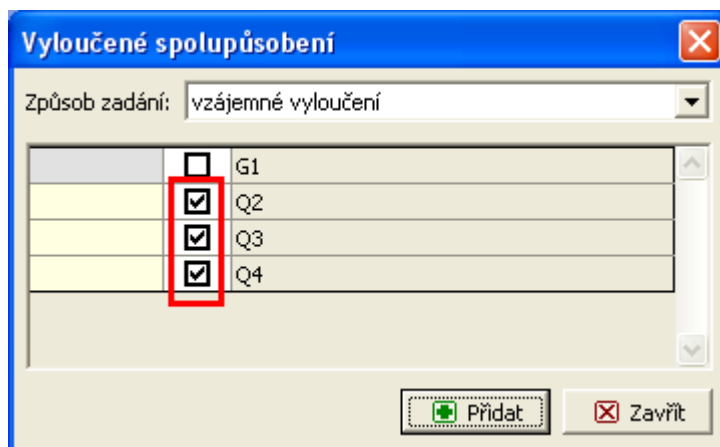 Vyloučené spolupůsobení
Způsob zadání: vzájemné vyloučení
G1
Q2
Q3
Q4
Přidat Zavřít